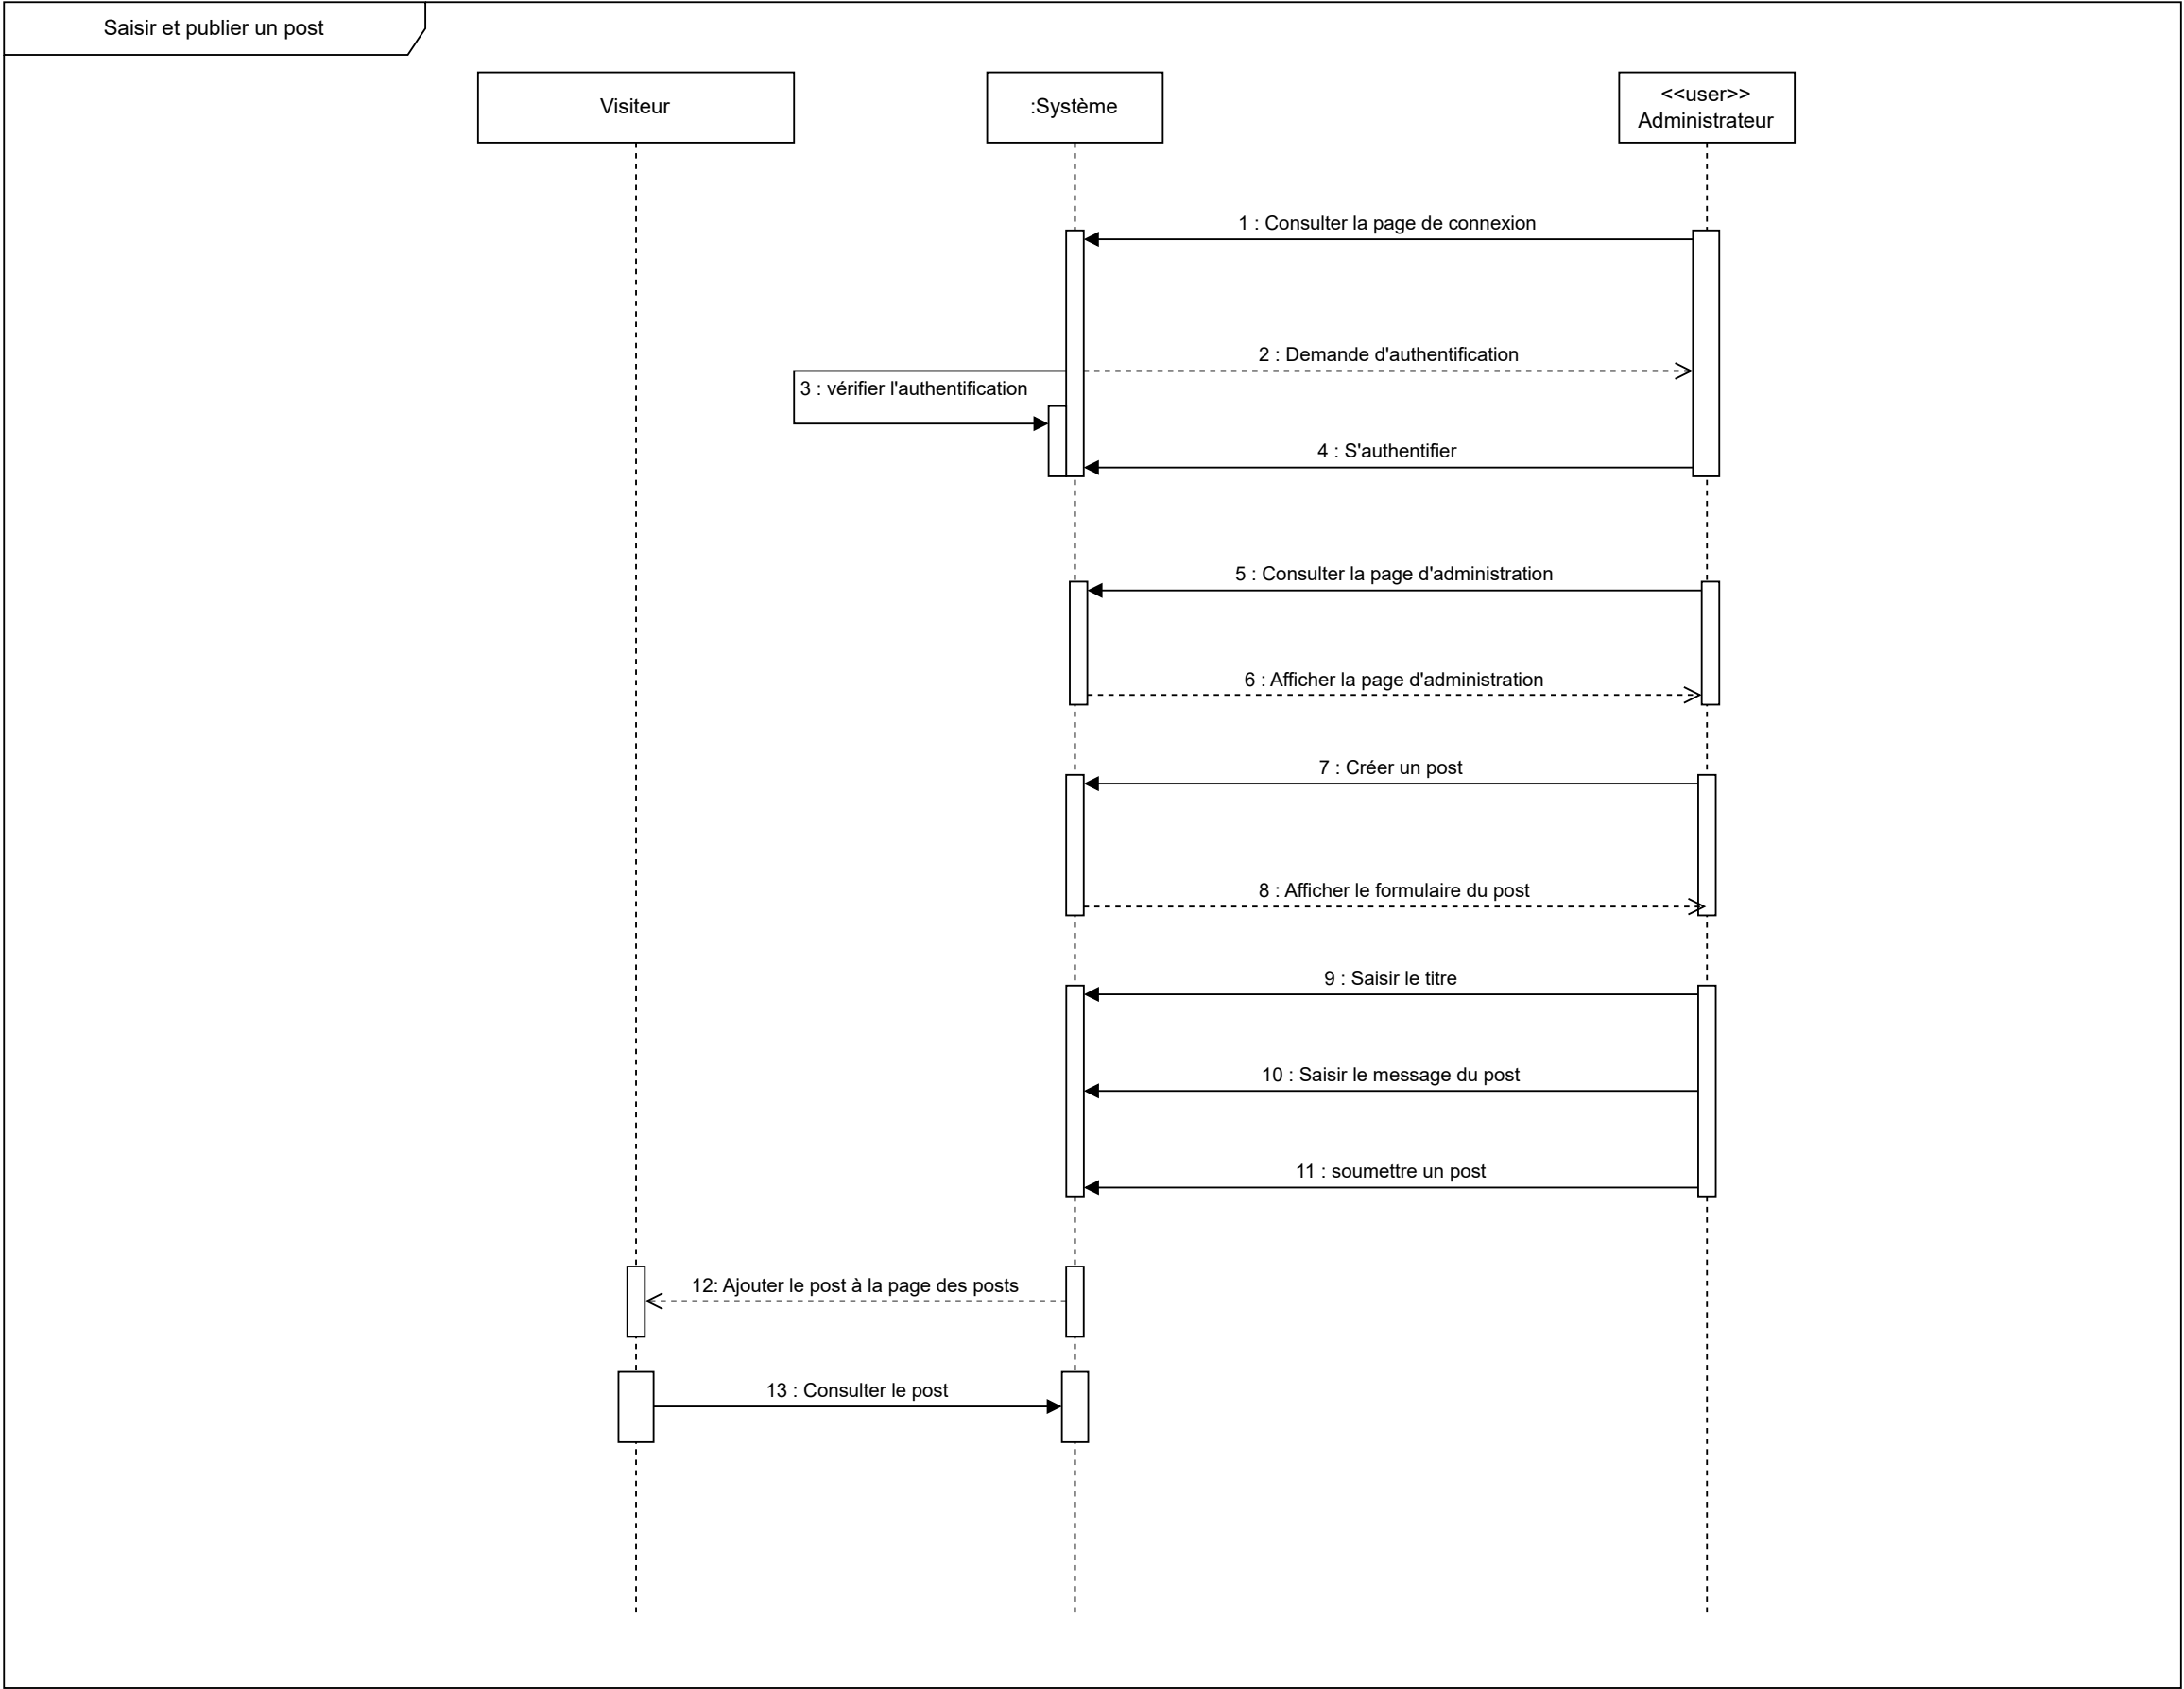 Saisir et publier un post
Visiteur
:Système
<<user>>
Administrateur
1 : Consulter la page de connexion
2 : Demande d'authentification
3 : vérifier l'authentification
4 : S'authentifier
5 : Consulter la page d'administration
6 : Afficher la page d'administration
7 : Créer un post
8 : Afficher le formulaire du post
9 : Saisir le titre
10 : Saisir le message du post
11 : soumettre un post
12: Ajouter le post à la page des posts
13 : Consulter le post